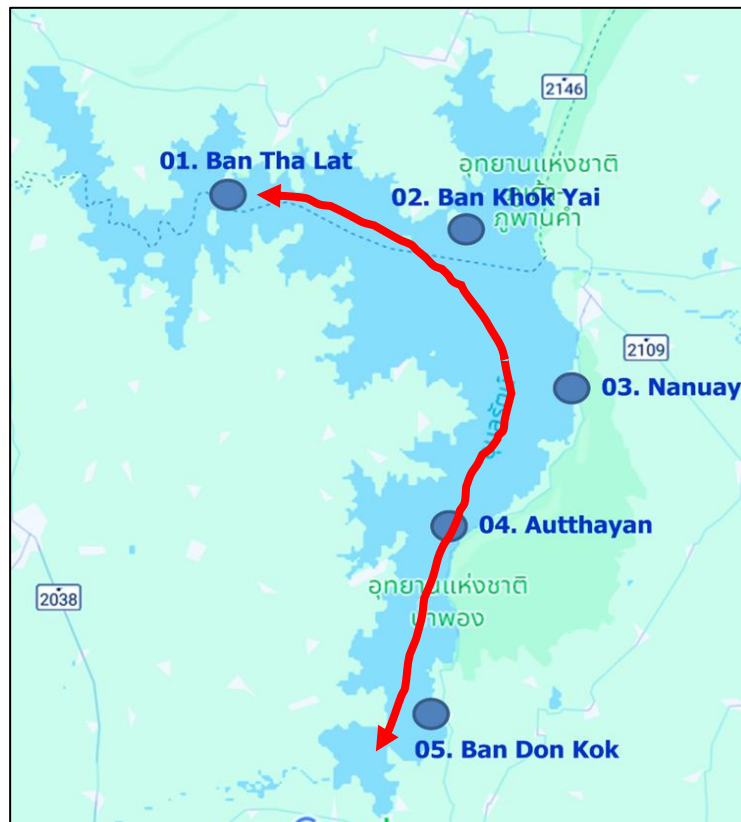 2146
01. Ban Tha Lat
อุทยานแห่งชาติ
02. Ban Khok Yai
ภูพานคำ
2109
03. Nanuay
04. Autthayan
อุทยานแห่งชาติ
น้ำพอง
2038
05. Ban Don Kok